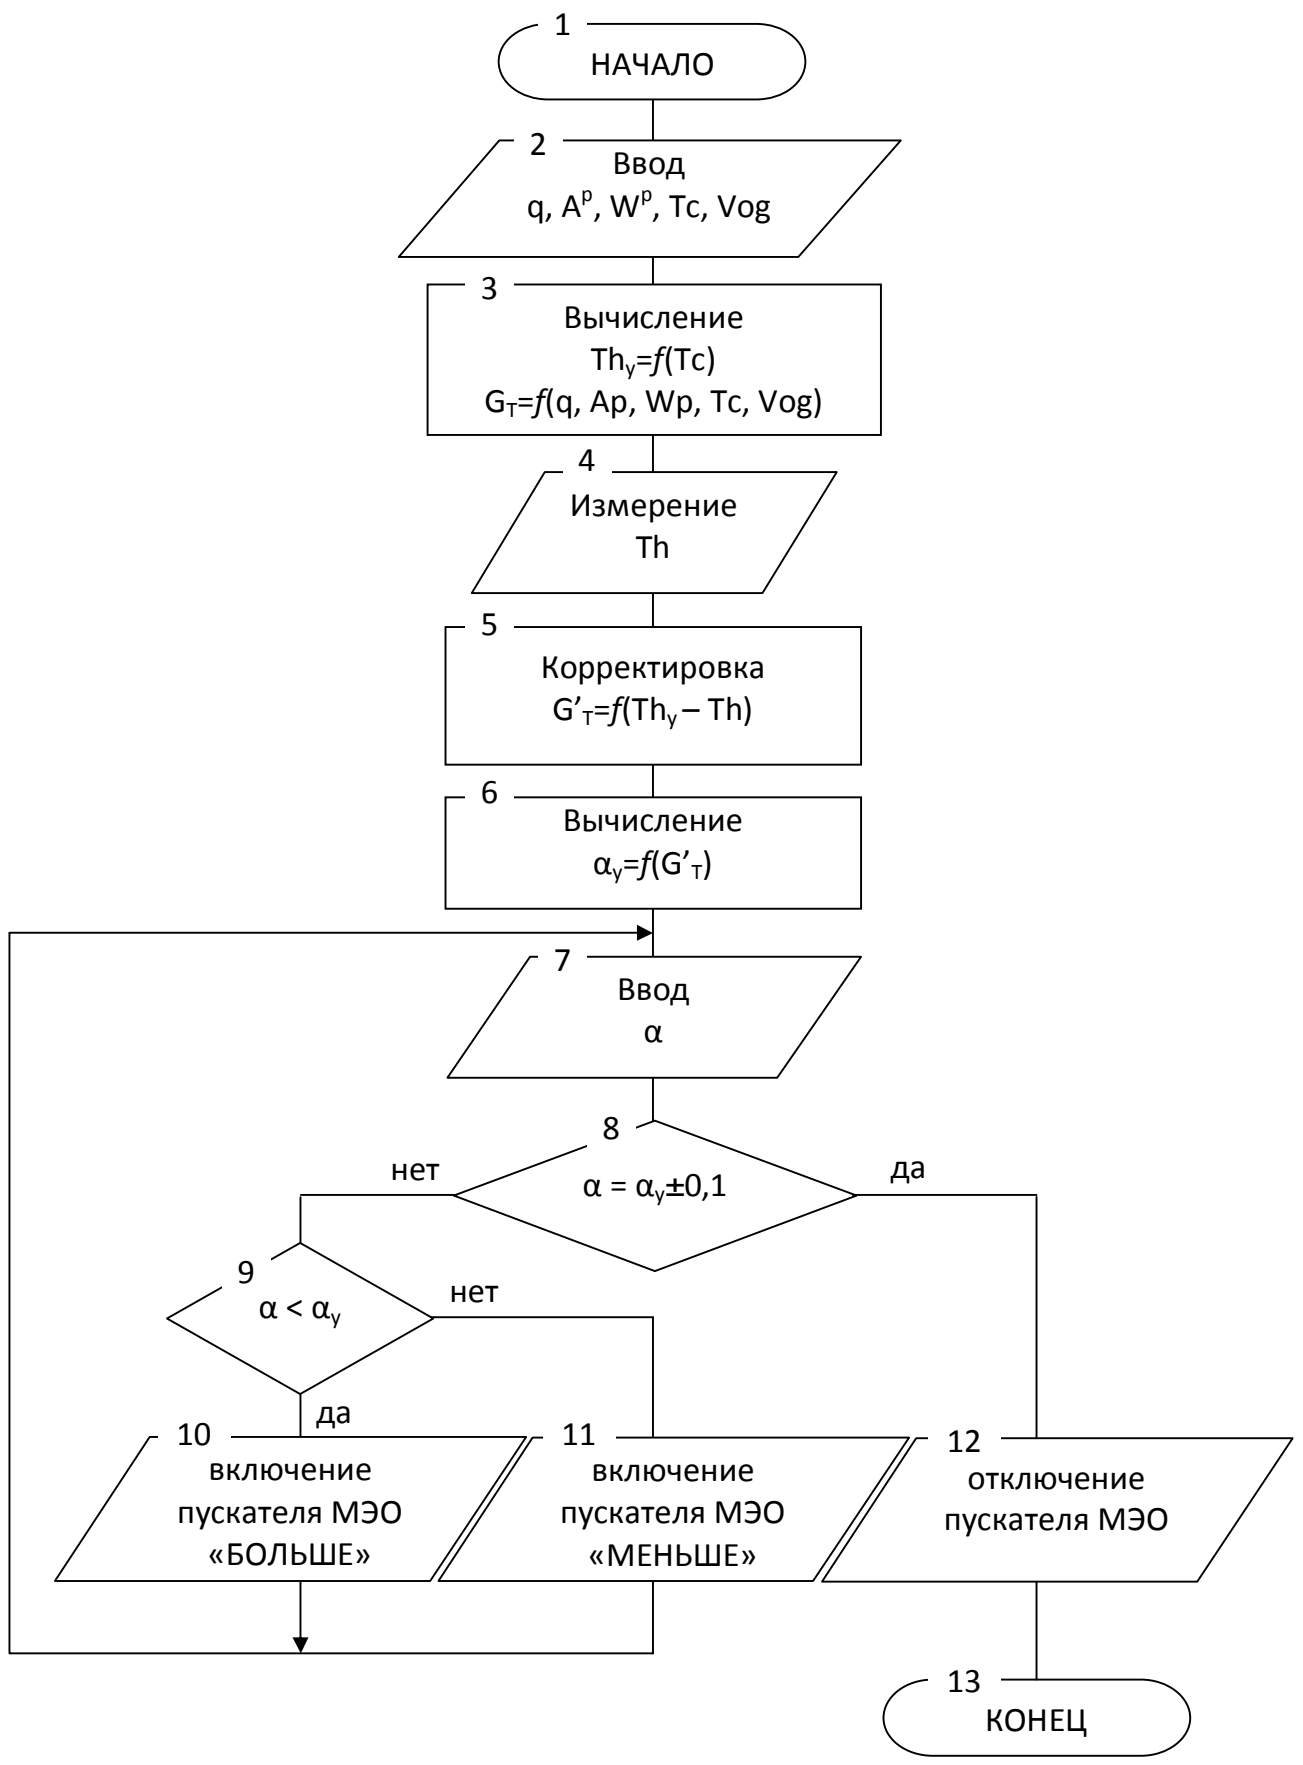 1
НАЧАЛО
2
Ввод
q, Aᵖ, Wᵖ, Tc, Vog
3
Вычисление
Thᵧ=f(Tc)
Gт=f(q, Ap, Wp, Tc, Vog)
4
Измерение
Th
5
Корректировка
G’т=f(Thᵧ – Th)
6
Вычисление
αᵧ=f(G’т)
7
Ввод
α
8
α = αᵧ±0,1
нет
да
9
α < αᵧ
нет
да
10
включение
пускателя МЭО
«БОЛЬШЕ»
11
включение
пускателя МЭО
«МЕНЬШЕ»
12
отключение
пускателя МЭО
13
КОНЕЦ